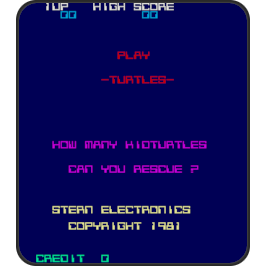 1UP HIGH SCORE
00 00
PLAY
-TURTLES-
HOW MANY KIDTURTLES
CAN YOU RESCUE ?
STERN ELECTRONICS
COPYRIGHT 1981
CREDIT 0